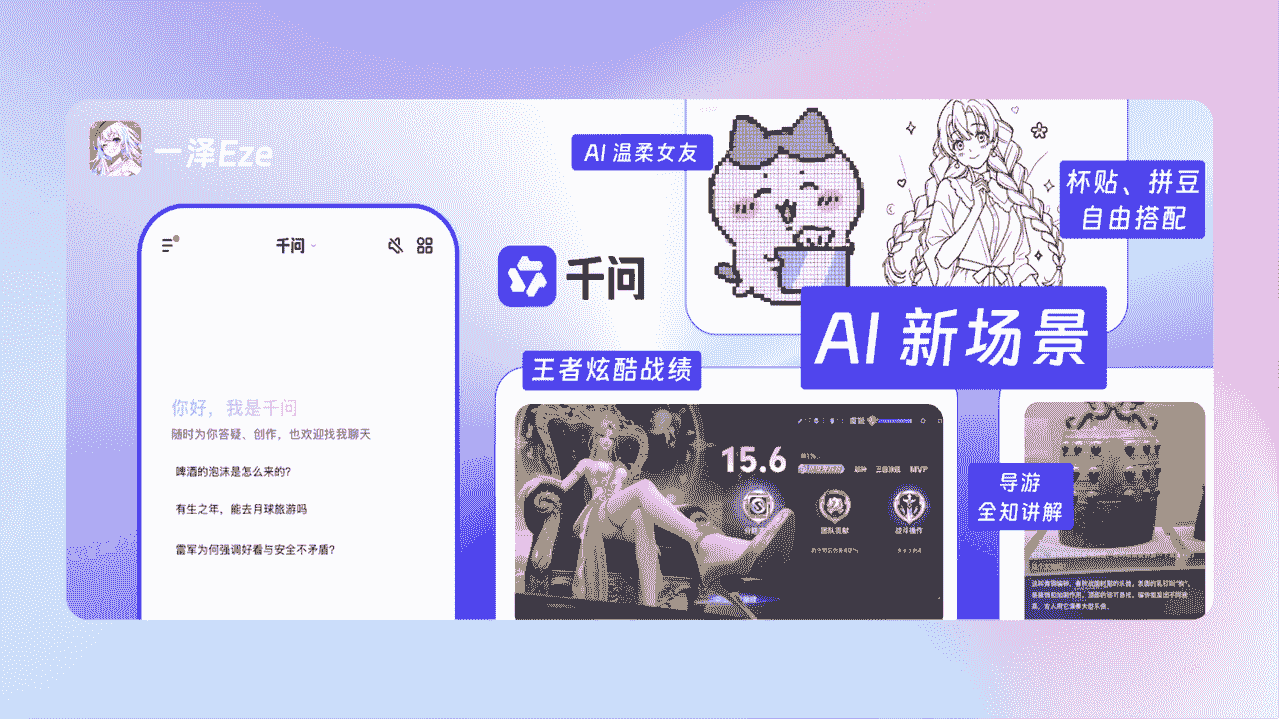 泽Eze
千问
你好，我是千问
随时为你答疑、创作，也欢迎找我聊天
啤酒的泡沫是怎么来的?
有生之年，能去月球旅游吗
雷军为何强调好看与安全不矛盾?
AI 温柔女友
千问
杯贴、拼豆
自由搭配
AI 新场景
王者炫酷战绩
15.6
MVP
团队贡献
战斗操作
导游
全知讲解